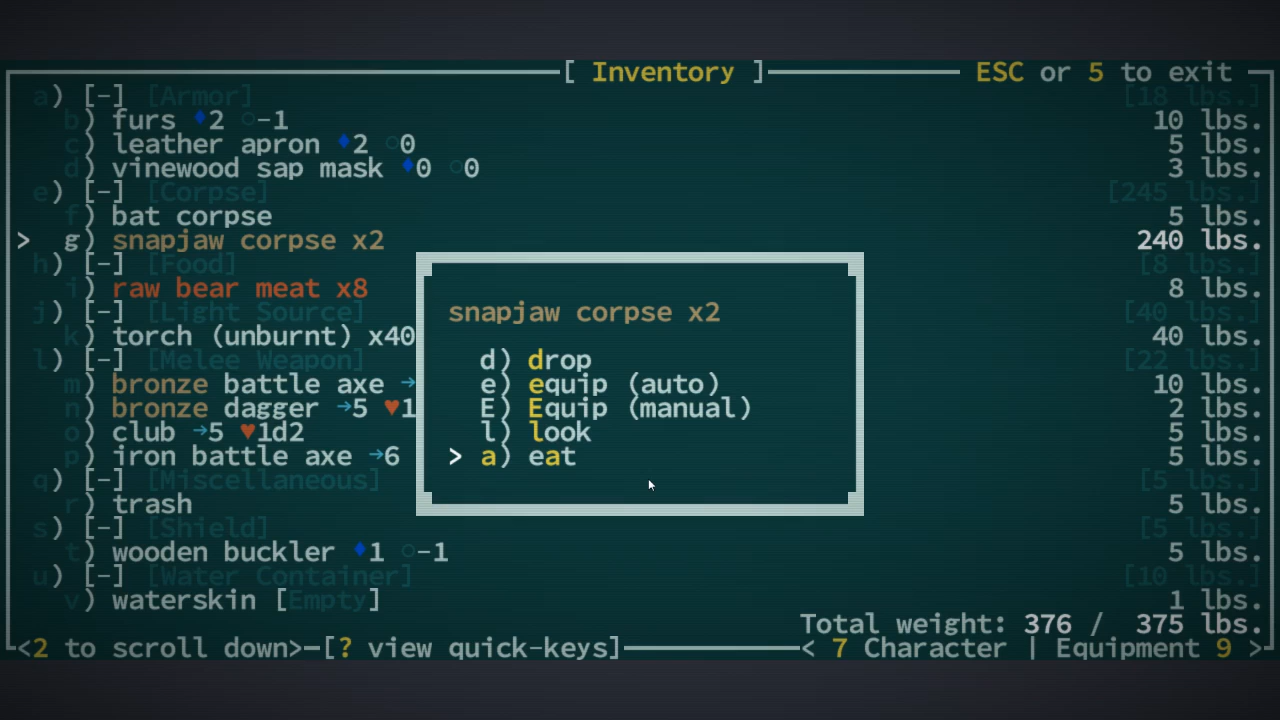 [ Inventory ] ESC or 5 to exit
a) [-] [Armor] [18 lbs.]
b) furs ♦2 ○-1 10 lbs.
c) leather apron ♦2 ○0 5 lbs.
d) vinewood sap mask ♦0 ○0 3 lbs.
e) [-] [Corpse] [245 lbs.]
f) bat corpse 5 lbs.
> g) snapjaw corpse x2 240 lbs.
h) [-] [Food] [8 lbs.]
i) raw bear meat x8 8 lbs.
j) [-] [Light Source] [40 lbs.]
k) torch (unburnt) x40 40 lbs.
l) [-] [Melee Weapon] [22 lbs.]
m) bronze battle axe → 10 lbs.
n) bronze dagger →5 ♥1 2 lbs.
o) club →5 ♥1d2 5 lbs.
p) iron battle axe →6 5 lbs.
q) [-] [Miscellaneous] [5 lbs.]
r) trash 5 lbs.
s) [-] [Shield] [5 lbs.]
t) wooden buckler ♦1 ○-1 5 lbs.
u) [-] [Water Container] [10 lbs.]
v) waterskin [Empty] 1 lbs.
Total weight: 376 / 375 lbs.
<2 to scroll down> [? view quick-keys] < 7 Character | Equipment 9 >
snapjaw corpse x2
d) drop
e) equip (auto)
E) Equip (manual)
l) look
> a) eat